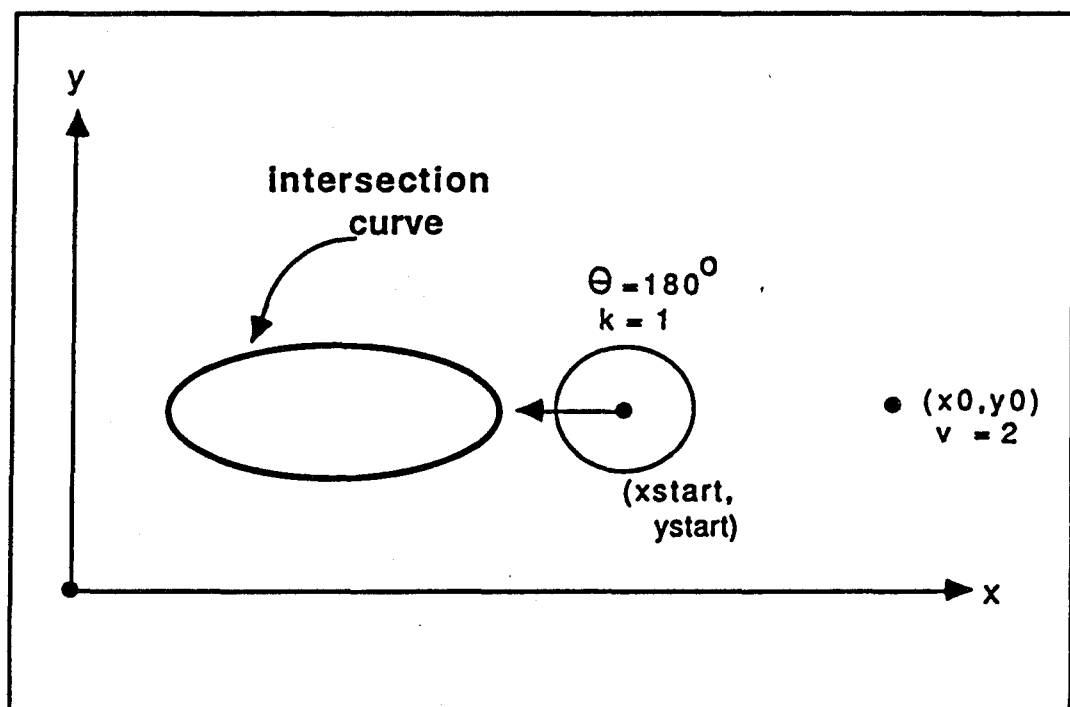 y
intersection
curve
Θ = 180°
k = 1
(x0,y0)
v = 2
(xstart,
ystart)
x